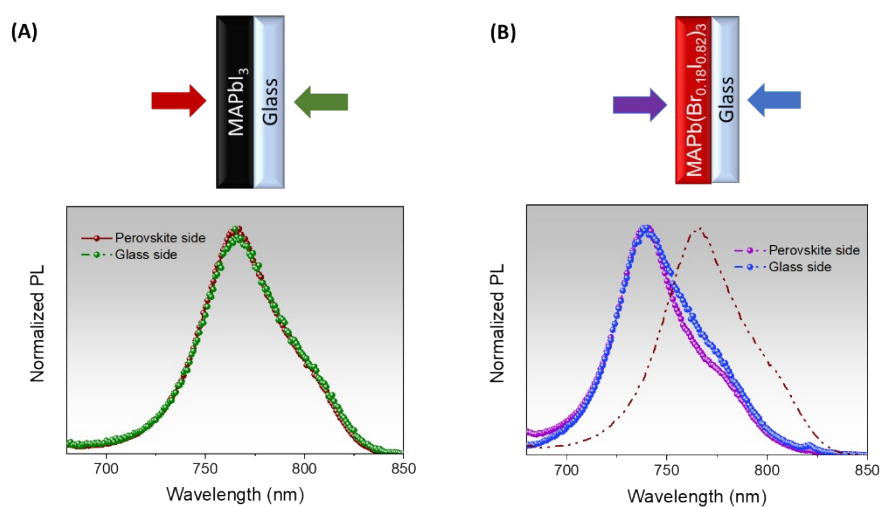 (A)
MAPbI3
Glass
Perovskite side
Glass side
Normalized PL
700
750
800
850
Wavelength (nm)
(B)
MAPb(Br0.18I0.82)3
Glass
Perovskite side
Glass side
Normalized PL
700
750
800
850
Wavelength (nm)